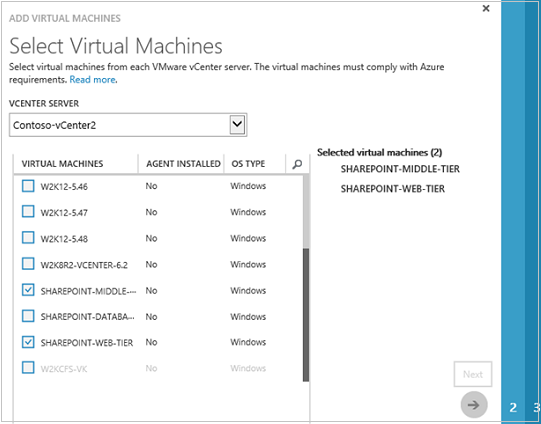 ADD VIRTUAL MACHINES
Select Virtual Machines
Select virtual machines from each VMware vCenter server. The virtual machines must comply with Azure
requirements. Read more.
VCENTER SERVER
Contoso-vCenter2
VIRTUAL MACHINES AGENT INSTALLED OS TYPE
W2K12-5.46 No Windows
W2K12-5.47 No Windows
W2K12-5.48 No Windows
W2K8R2-VCENTER-6.2 No Windows
SHAREPOINT-MIDDLE-... No Windows
SHAREPOINT-DATABA... No Windows
SHAREPOINT-WEB-TIER No Windows
W2KCFS-VK No Windows
Selected virtual machines (2)
SHAREPOINT-MIDDLE-TIER
SHAREPOINT-WEB-TIER
Next
2 3